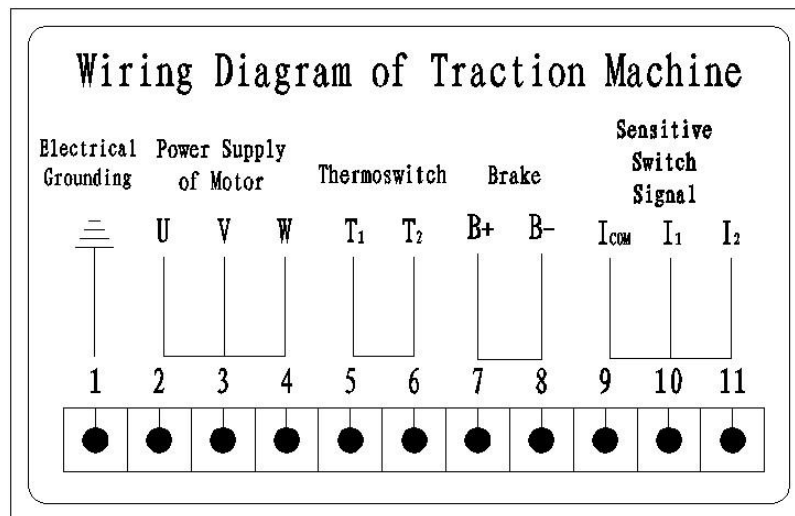 Wiring Diagram of Traction Machine
Electrical
Grounding
Power Supply
of Motor
Thermoswitch
Brake
Sensitive
Switch
Signal
U V W T₁ T₂ B+ B- I_COM I₁ I₂
1 2 3 4 5 6 7 8 9 10 11